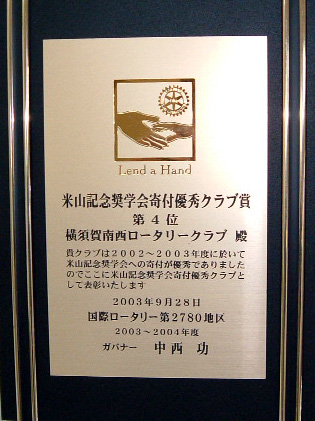 Lend a Hand
米山記念奨学会寄付優秀クラブ賞
第4位
横須賀南西ロータリークラブ 殿
貴クラブは2002～2003年度に於いて
米山記念奨学会への寄付が優秀でありました
のでここに米山記念奨学会寄付優秀クラブと
して表彰いたします
2003年9月28日
国際ロータリー第2780地区
2003～2004年度
ガバナー 中西 功